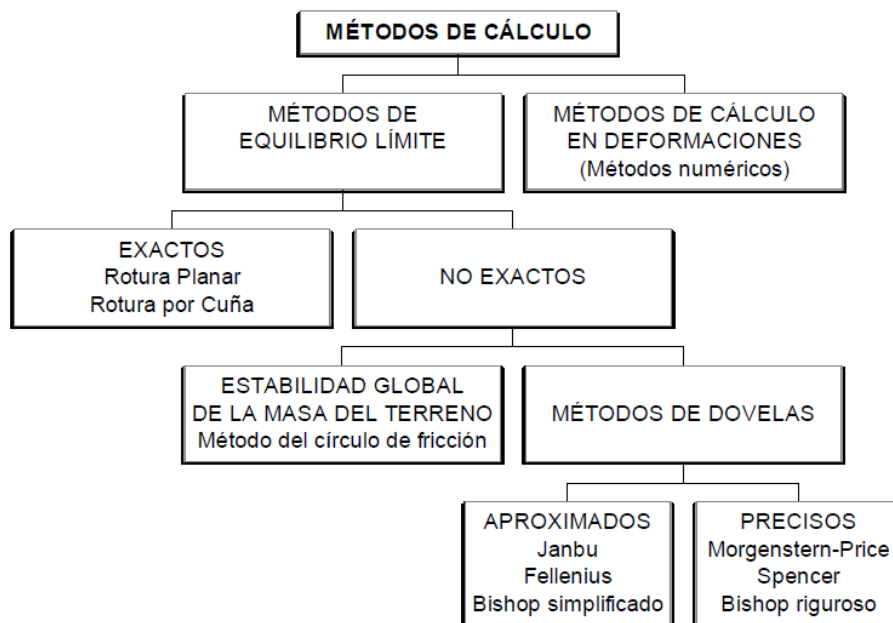 MÉTODOS DE CÁLCULO
MÉTODOS DE
EQUILIBRIO LÍMITE
MÉTODOS DE CÁLCULO
EN DEFORMACIONES
(Métodos numéricos)
EXACTOS
Rotura Planar
Rotura por Cuña
NO EXACTOS
ESTABILIDAD GLOBAL
DE LA MASA DEL TERRENO
Método del círculo de fricción
MÉTODOS DE DOVELAS
APROXIMADOS
Janbu
Fellenius
Bishop simplificado
PRECISOS
Morgenstern-Price
Spencer
Bishop riguroso